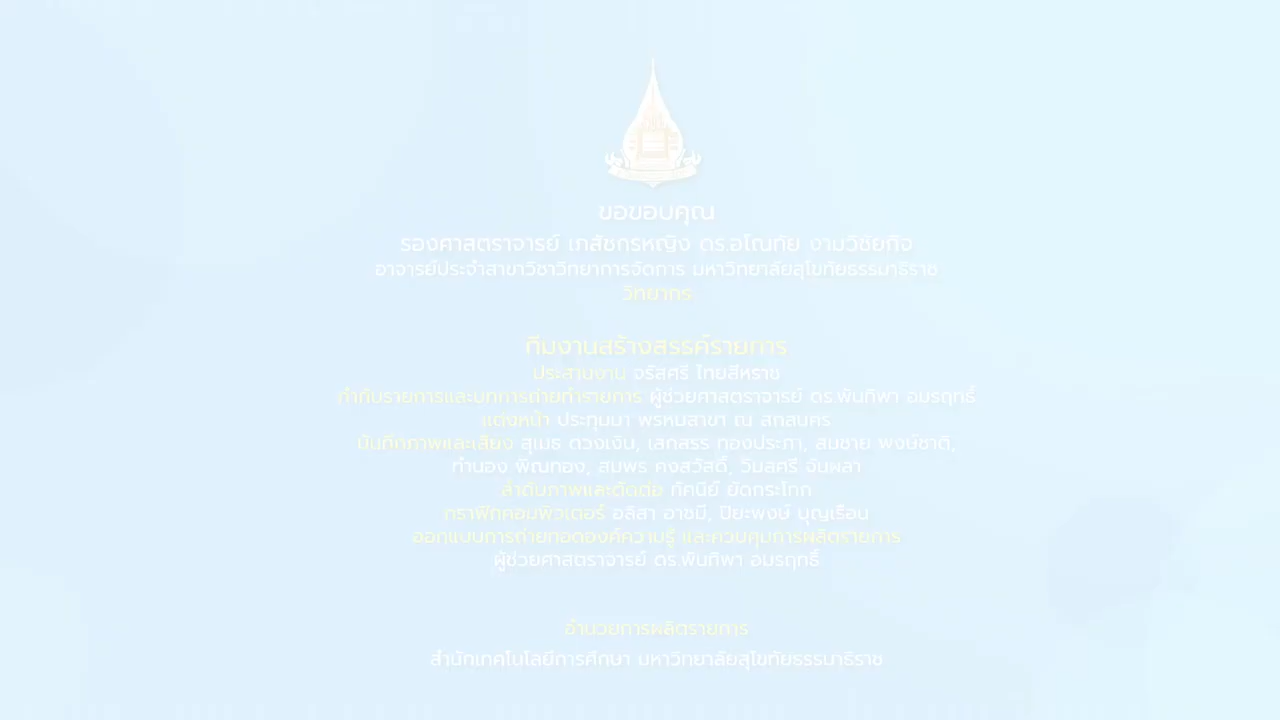 ขอขอบคุณ
รองศาสตราจารย์ เภสัชกรหญิง ดร.อโณทัย งามวิชัยกิจ
อาจารย์ประจำสาขาวิชาวิทยาการจัดการ มหาวิทยาลัยสุโขทัยธรรมาธิราช
วิทยากร
ทีมงานสร้างสรรค์รายการ
ประสานงาน จรัสศรี ไทยสีหราช
กำกับรายการและบทการถ่ายทำรายการ ผู้ช่วยศาสตราจารย์ ดร.พันทิพา อมรฤทธิ์
แต่งหน้า ประทุมมา พรหมสาขา ณ สกลนคร
บันทึกภาพและเสียง สุเมธ ดวงเงิน, เสกสรร ทองประภา, สมชาย พงษ์ชาติ,
ทำนอง พิณทอง, สมพร คงสวัสดิ์, วิมลศรี จันผลา
ลำดับภาพและตัดต่อ ทัศนีย์ ยัดกระโทก
กราฟิกคอมพิวเตอร์ อลิสา อาชมี, ปิยะพงษ์ บุญเรือน
ออกแบบการถ่ายทอดองค์ความรู้ และควบคุมการผลิตรายการ
ผู้ช่วยศาสตราจารย์ ดร.พันทิพา อมรฤทธิ์
อำนวยการผลิตรายการ
สำนักเทคโนโลยีการศึกษา มหาวิทยาลัยสุโขทัยธรรมาธิราช